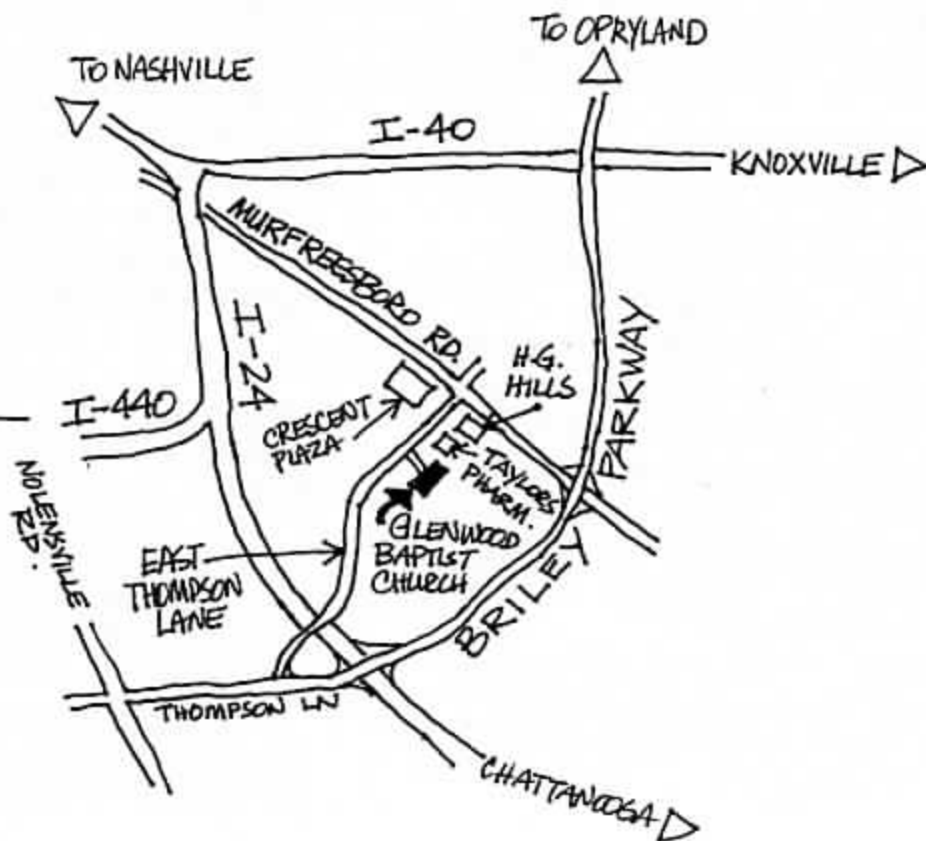 TO OPRYLAND
TO NASHVILLE
I-40
KNOXVILLE
MURFREESBORO RD.
I-24
H.G.
HILLS
PARKWAY
I-440
CRESCENT
PLAZA
TAYLORS
PHARM.
NOLENSVILLE
RD.
GLENWOOD
BAPTIST
CHURCH
EAST
THOMPSON
LANE
BRILEY
THOMPSON LN
CHATTANOOGA